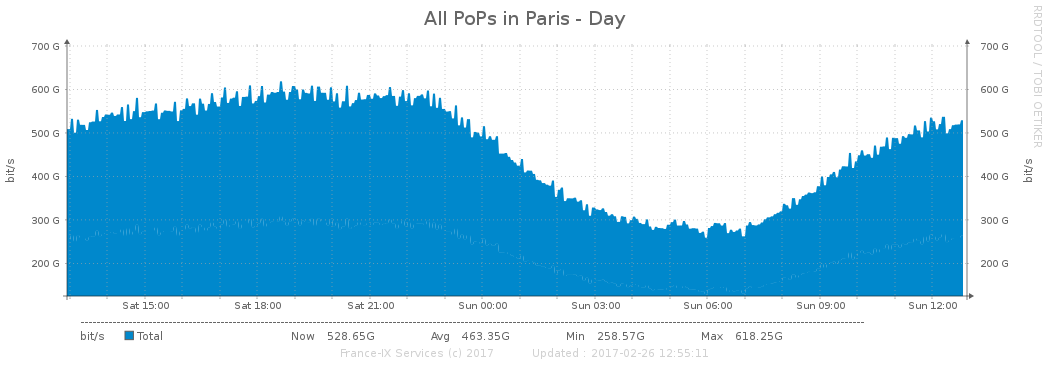 All PoPs in Paris - Day
RRDTOOL / TOBI OETIKER
700 G 700 G
600 G 600 G
500 G 500 G
400 G 400 G
300 G 300 G
200 G 200 G
bit/s bit/s
Sat 15:00 Sat 18:00 Sat 21:00 Sun 00:00 Sun 03:00 Sun 06:00 Sun 09:00 Sun 12:00
bit/s Total Now 528.65G Avg 463.35G Min 258.57G Max 618.25G
France-IX Services (c) 2017 Updated : 2017-02-26 12:55:11